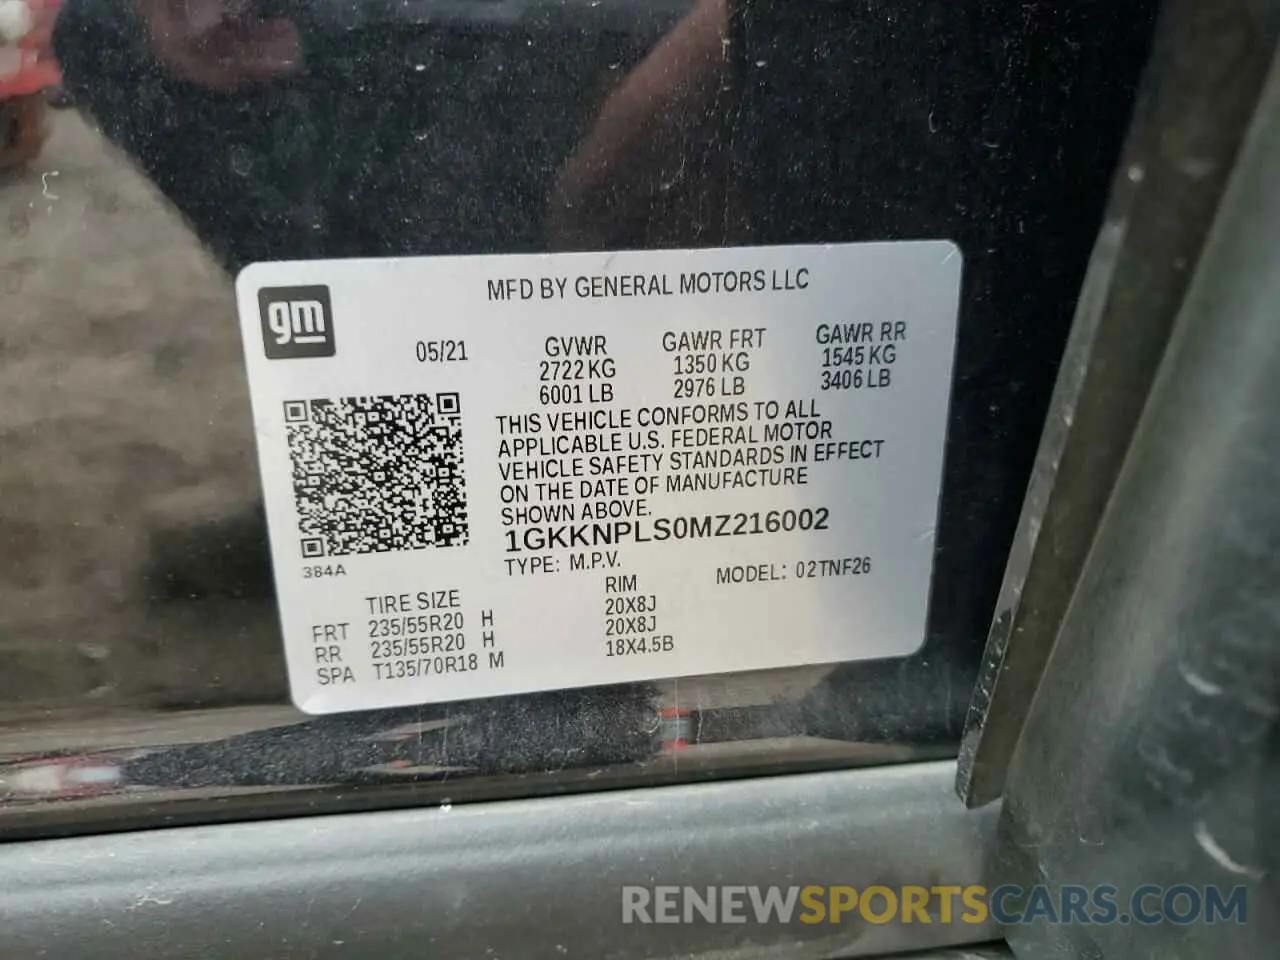 MFD BY GENERAL MOTORS LLC
gm
05/21 GVWR GAWR FRT GAWR RR
2722 KG 1350 KG 1545 KG
6001 LB 2976 LB 3406 LB
THIS VEHICLE CONFORMS TO ALL
APPLICABLE U.S. FEDERAL MOTOR
VEHICLE SAFETY STANDARDS IN EFFECT
ON THE DATE OF MANUFACTURE
SHOWN ABOVE.
1GKKNPLS0MZ216002
384A
TYPE: M.P.V. MODEL: 02TNF26
TIRE SIZE RIM
FRT 235/55R20 H 20X8J
RR 235/55R20 H 20X8J
SPA T135/70R18 M 18X4.5B
RENEWSPORTSCARS.COM